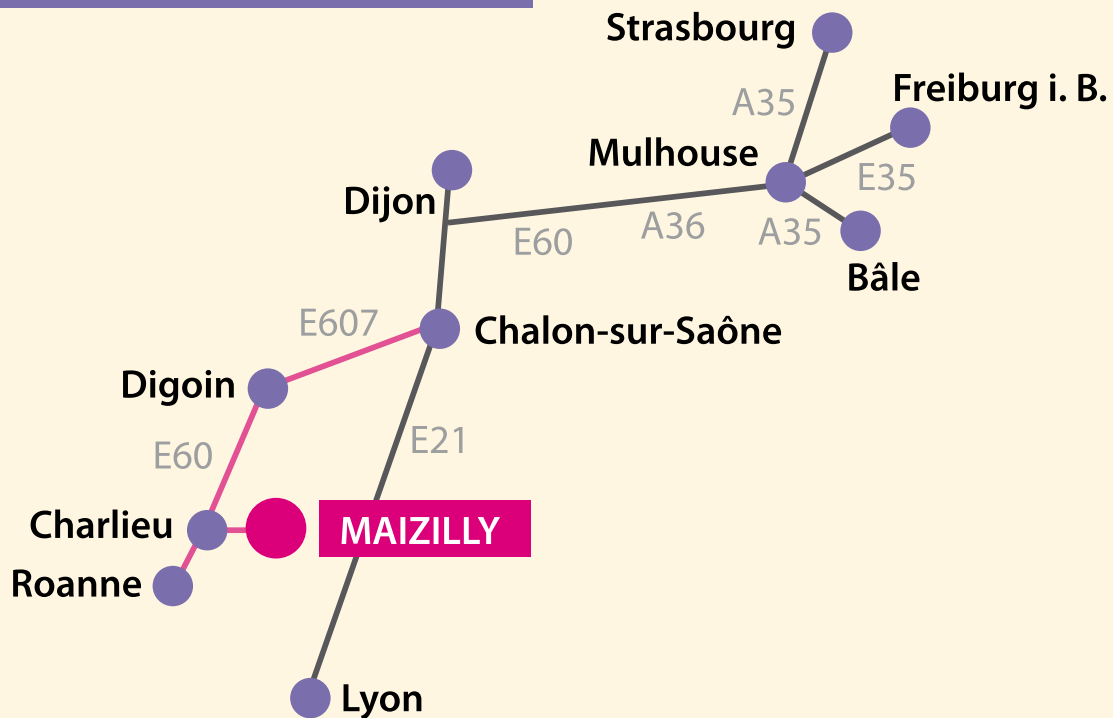 Strasbourg
Freiburg i. B.
A35
Mulhouse
E35
Dijon
A36
A35
E60
Bâle
E607
Chalon-sur-Saône
Digoin
E21
E60
Charlieu
MAIZILLY
Roanne
Lyon